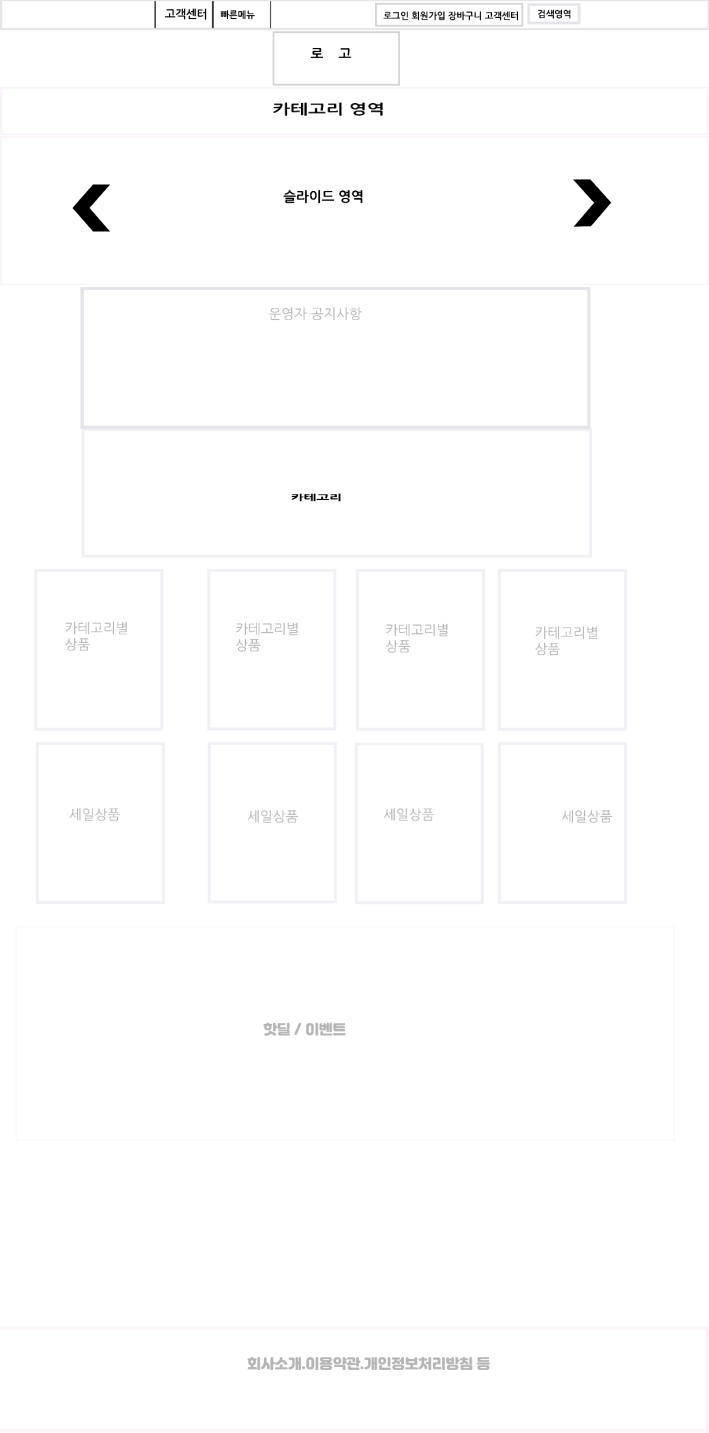 고객센터 빠른메뉴 로그인 회원가입 장바구니 고객센터 검색영역
로 고
카테고리 영역
슬라이드 영역
운영자 공지사항
카테고리
카테고리별
상품
카테고리별
상품
카테고리별
상품
카테고리별
상품
세일상품
세일상품
세일상품
세일상품
핫딜 / 이벤트
회사소개.이용약관.개인정보처리방침 등